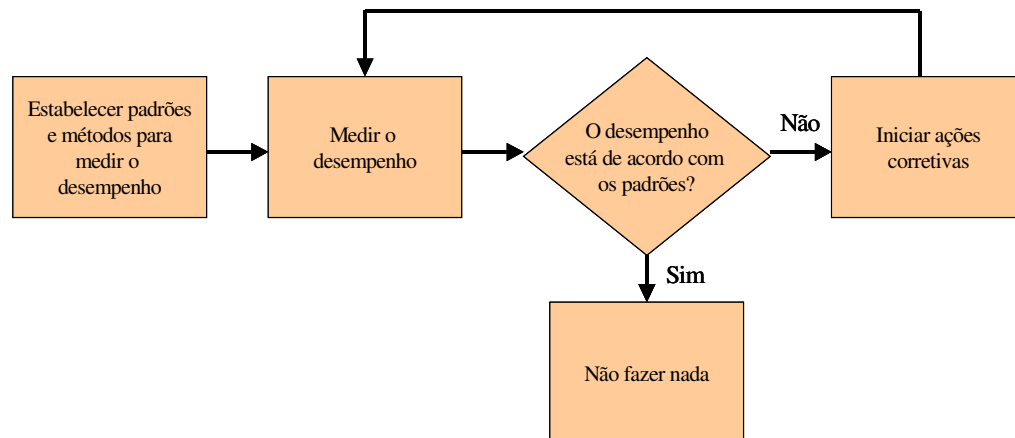 Estabelecer padrões
e métodos para
medir o
desempenho
Medir o
desempenho
O desempenho
está de acordo com
os padrões?
Não
Iniciar ações
corretivas
Sim
Não fazer nada